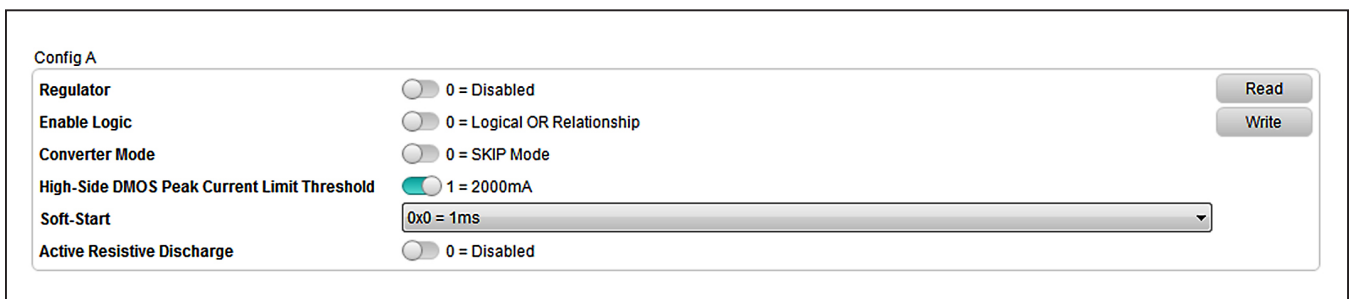 Config A
Regulator 0 = Disabled Read
Enable Logic 0 = Logical OR Relationship Write
Converter Mode 0 = SKIP Mode
High-Side DMOS Peak Current Limit Threshold 1 = 2000mA
Soft-Start 0x0 = 1ms
Active Resistive Discharge 0 = Disabled